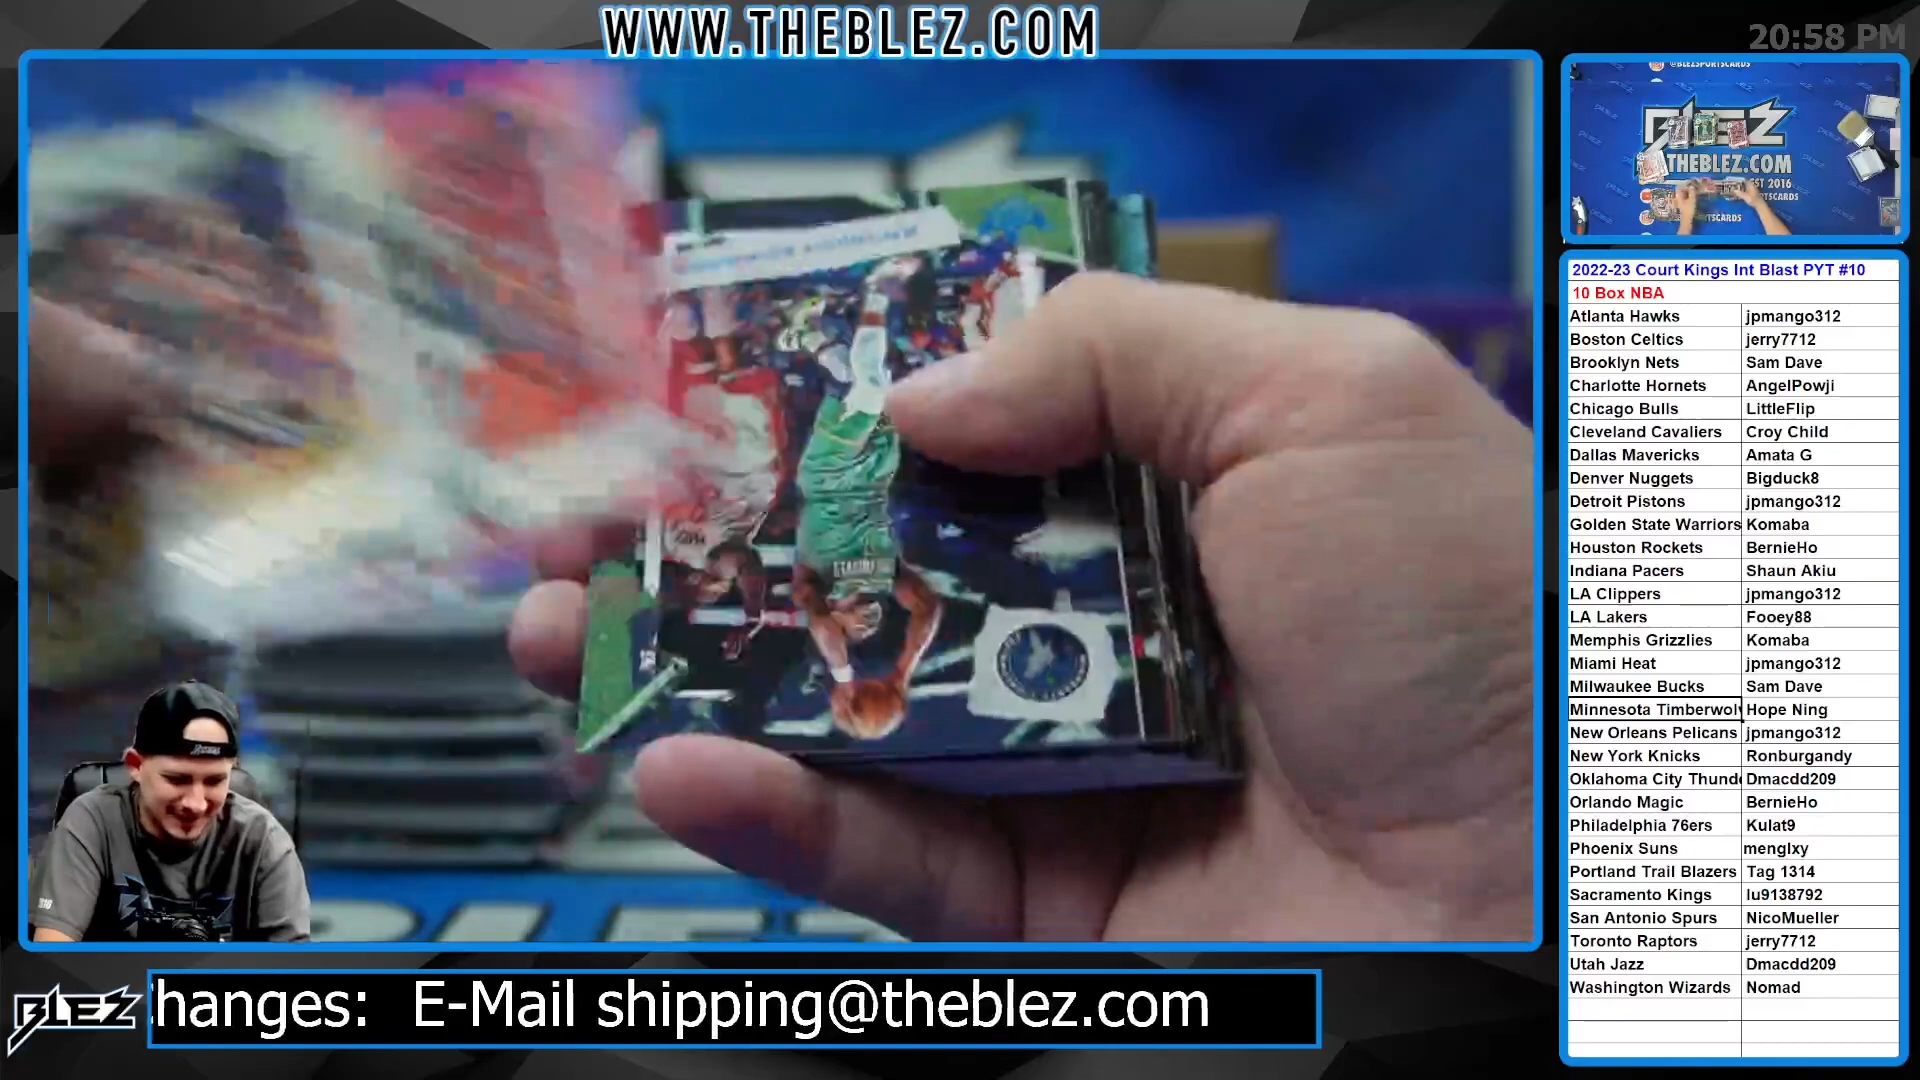 WWW.THEBLEZ.COM
20:58 PM
@BLEZSPORTSCARDS
BLEZ
THEBLEZ.COM
EST 2016
2022-23 Court Kings Int Blast PYT #10
10 Box NBA
Atlanta Hawks jpmango312
Boston Celtics jerry7712
Brooklyn Nets Sam Dave
Charlotte Hornets AngelPowji
Chicago Bulls LittleFlip
Cleveland Cavaliers Croy Child
Dallas Mavericks Amata G
Denver Nuggets Bigduck8
Detroit Pistons jpmango312
Golden State Warriors Komaba
Houston Rockets BernieHo
Indiana Pacers Shaun Akiu
LA Clippers jpmango312
LA Lakers Fooey88
Memphis Grizzlies Komaba
Miami Heat jpmango312
Milwaukee Bucks Sam Dave
Minnesota Timberwolv Hope Ning
New Orleans Pelicans jpmango312
New York Knicks Ronburgandy
Oklahoma City Thunde Dmacdd209
Orlando Magic BernieHo
Philadelphia 76ers Kulat9
Phoenix Suns menglxy
Portland Trail Blazers Tag 1314
Sacramento Kings lu9138792
San Antonio Spurs NicoMueller
Toronto Raptors jerry7712
Utah Jazz Dmacdd209
Washington Wizards Nomad
BLEZ
hanges: E-Mail shipping@theblez.com